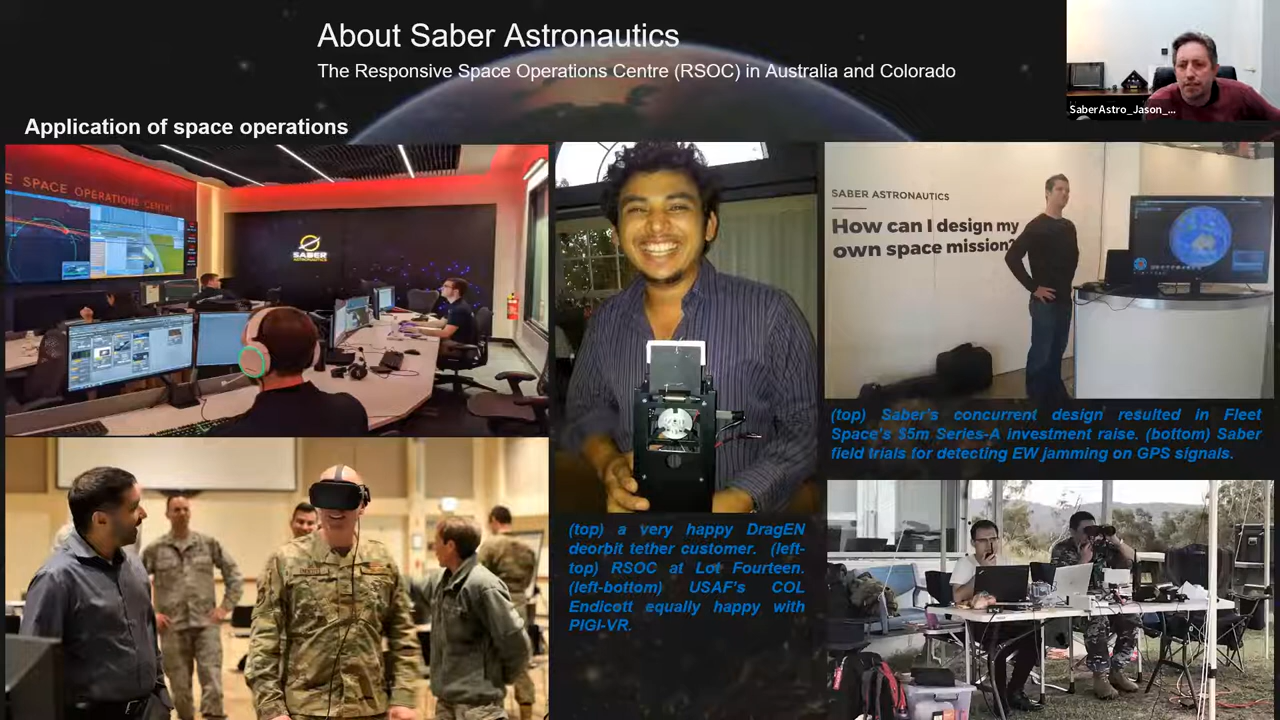 About Saber Astronautics
The Responsive Space Operations Centre (RSOC) in Australia and Colorado
SaberAstro_Jason_...
Application of space operations
E SPACE OPERATIONS CENTRE
SABER
ASTRONAUTICS
SABER ASTRONAUTICS
How can I design my
own space mission?
(top) Saber's concurrent design resulted in Fleet
Space's $5m Series-A investment raise. (bottom) Saber
field trials for detecting EW jamming on GPS signals.
(top) a very happy DragEN
deorbit tether customer. (left-
top) RSOC at Lot Fourteen.
(left-bottom) USAF's COL
Endicott equally happy with
PIGI-VR.